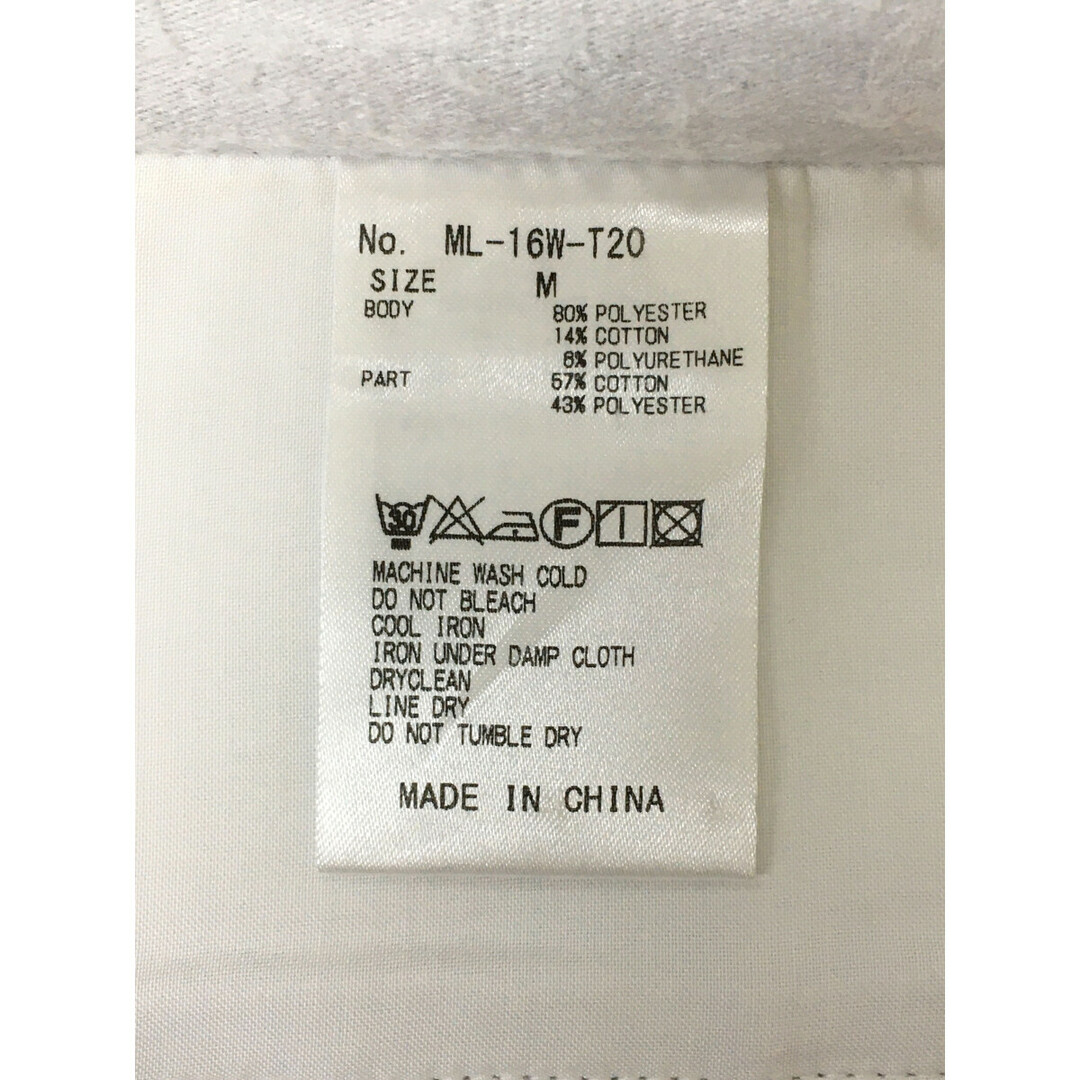 No. ML-16W-T20
SIZE M
BODY 80% POLYESTER
14% COTTON
6% POLYURETHANE
PART 57% COTTON
43% POLYESTER
30 F
MACHINE WASH COLD
DO NOT BLEACH
COOL IRON
IRON UNDER DAMP CLOTH
DRYCLEAN
LINE DRY
DO NOT TUMBLE DRY
MADE IN CHINA